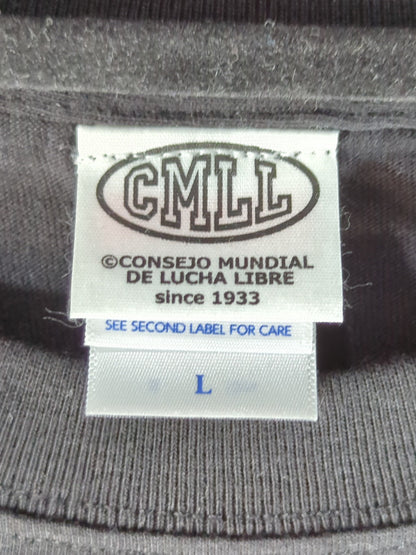 CMLL
©CONSEJO MUNDIAL
DE LUCHA LIBRE
since 1933
SEE SECOND LABEL FOR CARE
L